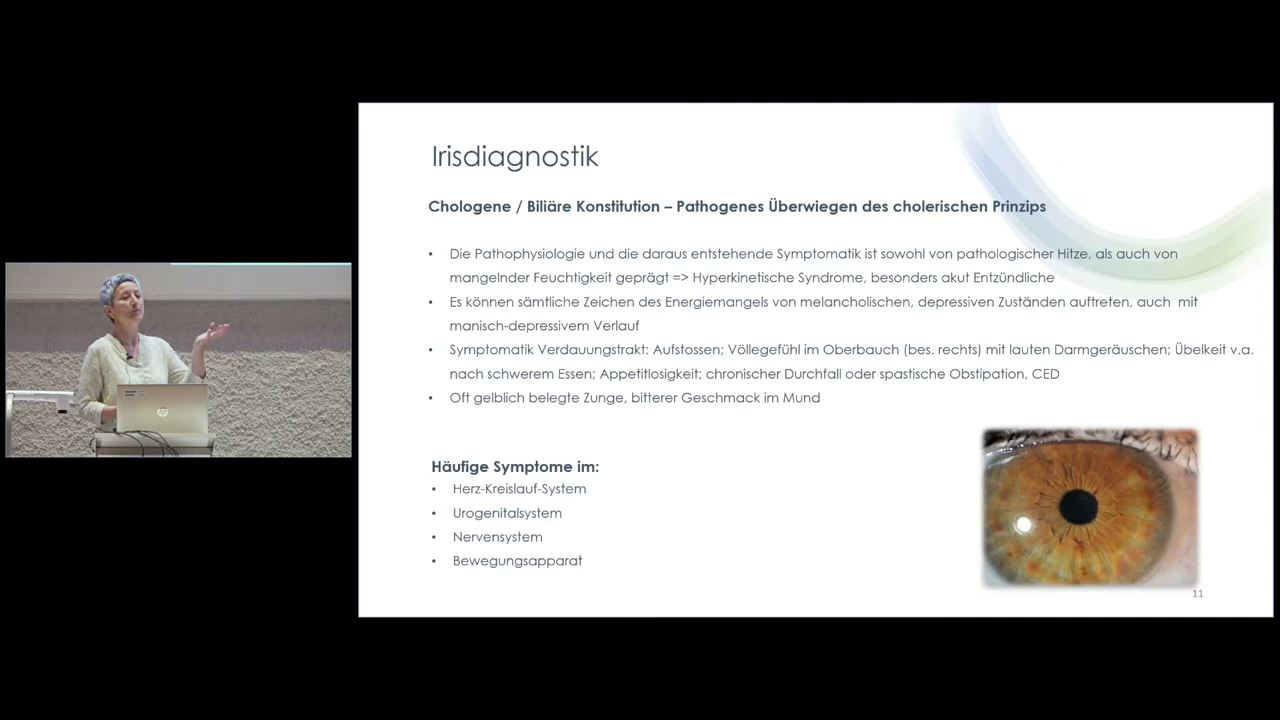 Irisdiagnostik
Chologene / Biliäre Konstitution – Pathogenes Überwiegen des cholerischen Prinzips
• Die Pathophysiologie und die daraus entstehende Symptomatik ist sowohl von pathologischer Hitze, als auch von
mangelnder Feuchtigkeit geprägt => Hyperkinetische Syndrome, besonders akut Entzündliche
• Es können sämtliche Zeichen des Energiemangels von melancholischen, depressiven Zuständen auftreten, auch mit
manisch-depressivem Verlauf
• Symptomatik Verdauungstrakt: Aufstossen; Völlegefühl im Oberbauch (bes. rechts) mit lauten Darmgeräuschen; Übelkeit v.a.
nach schwerem Essen; Appetitlosigkeit; chronischer Durchfall oder spastische Obstipation, CED
• Oft gelblich belegte Zunge, bitterer Geschmack im Mund
Häufige Symptome im:
• Herz-Kreislauf-System
• Urogenitalsystem
• Nervensystem
• Bewegungsapparat
11
hp